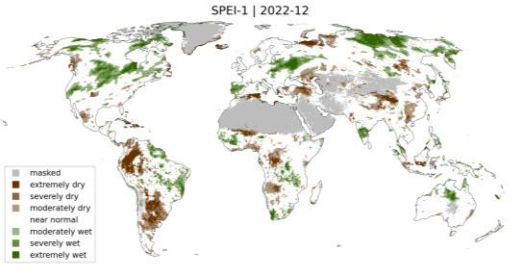 SPEI-1 | 2022-12
masked
extremely dry
severely dry
moderately dry
near normal
moderately wet
severely wet
extremely wet